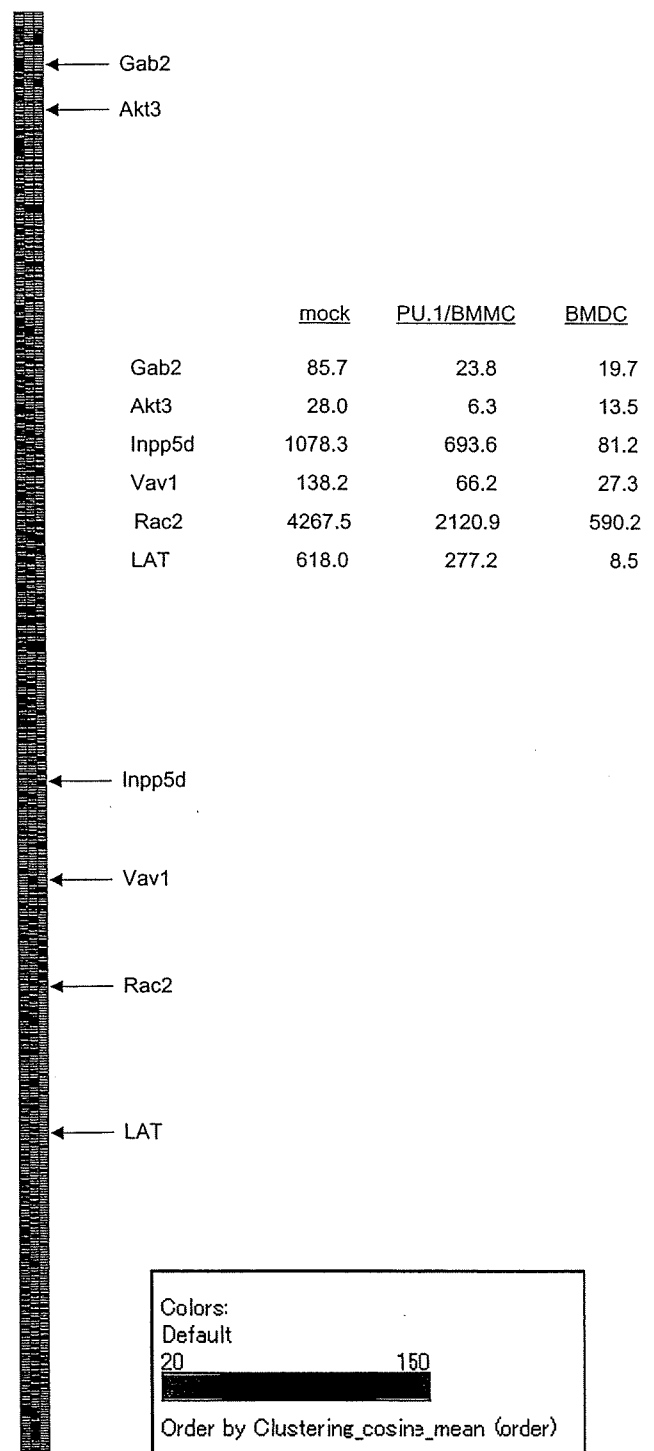 Gab2
Akt3
mock PU.1/BMMC BMDC
Gab2 85.7 23.8 19.7
Akt3 28.0 6.3 13.5
Inpp5d 1078.3 693.6 81.2
Vav1 138.2 66.2 27.3
Rac2 4267.5 2120.9 590.2
LAT 618.0 277.2 8.5
Inpp5d
Vav1
Rac2
LAT
Colors:
Default
20 150
Order by Clustering_cosine_mean (order)